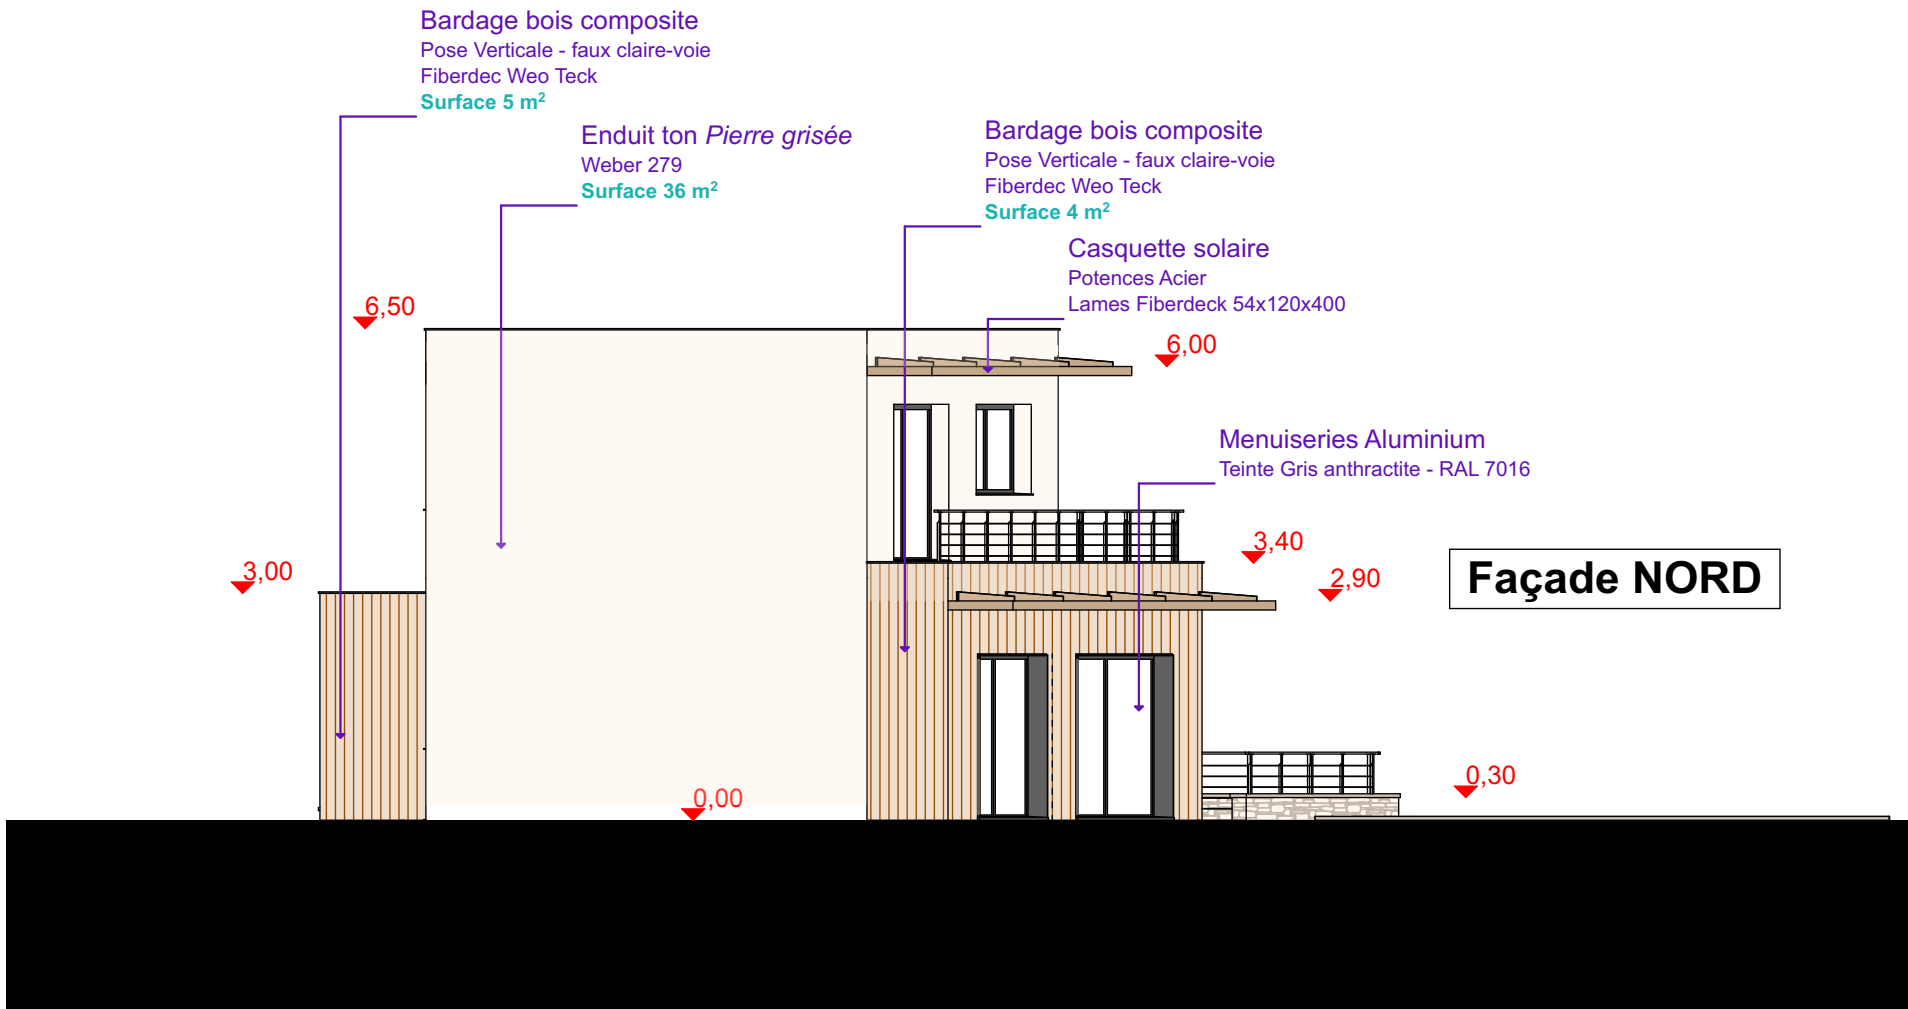 Bardage bois composite
Pose Verticale - faux claire-voie
Fiberdec Weo Teck
Surface 5 m²
Enduit ton Pierre grisée
Weber 279
Surface 36 m²
Bardage bois composite
Pose Verticale - faux claire-voie
Fiberdec Weo Teck
Surface 4 m²
Casquette solaire
Potences Acier
Lames Fiberdeck 54x120x400
6,50
6,00
Menuiseries Aluminium
Teinte Gris anthractite - RAL 7016
3,40
3,00
2,90
Façade NORD
0,30
0,00